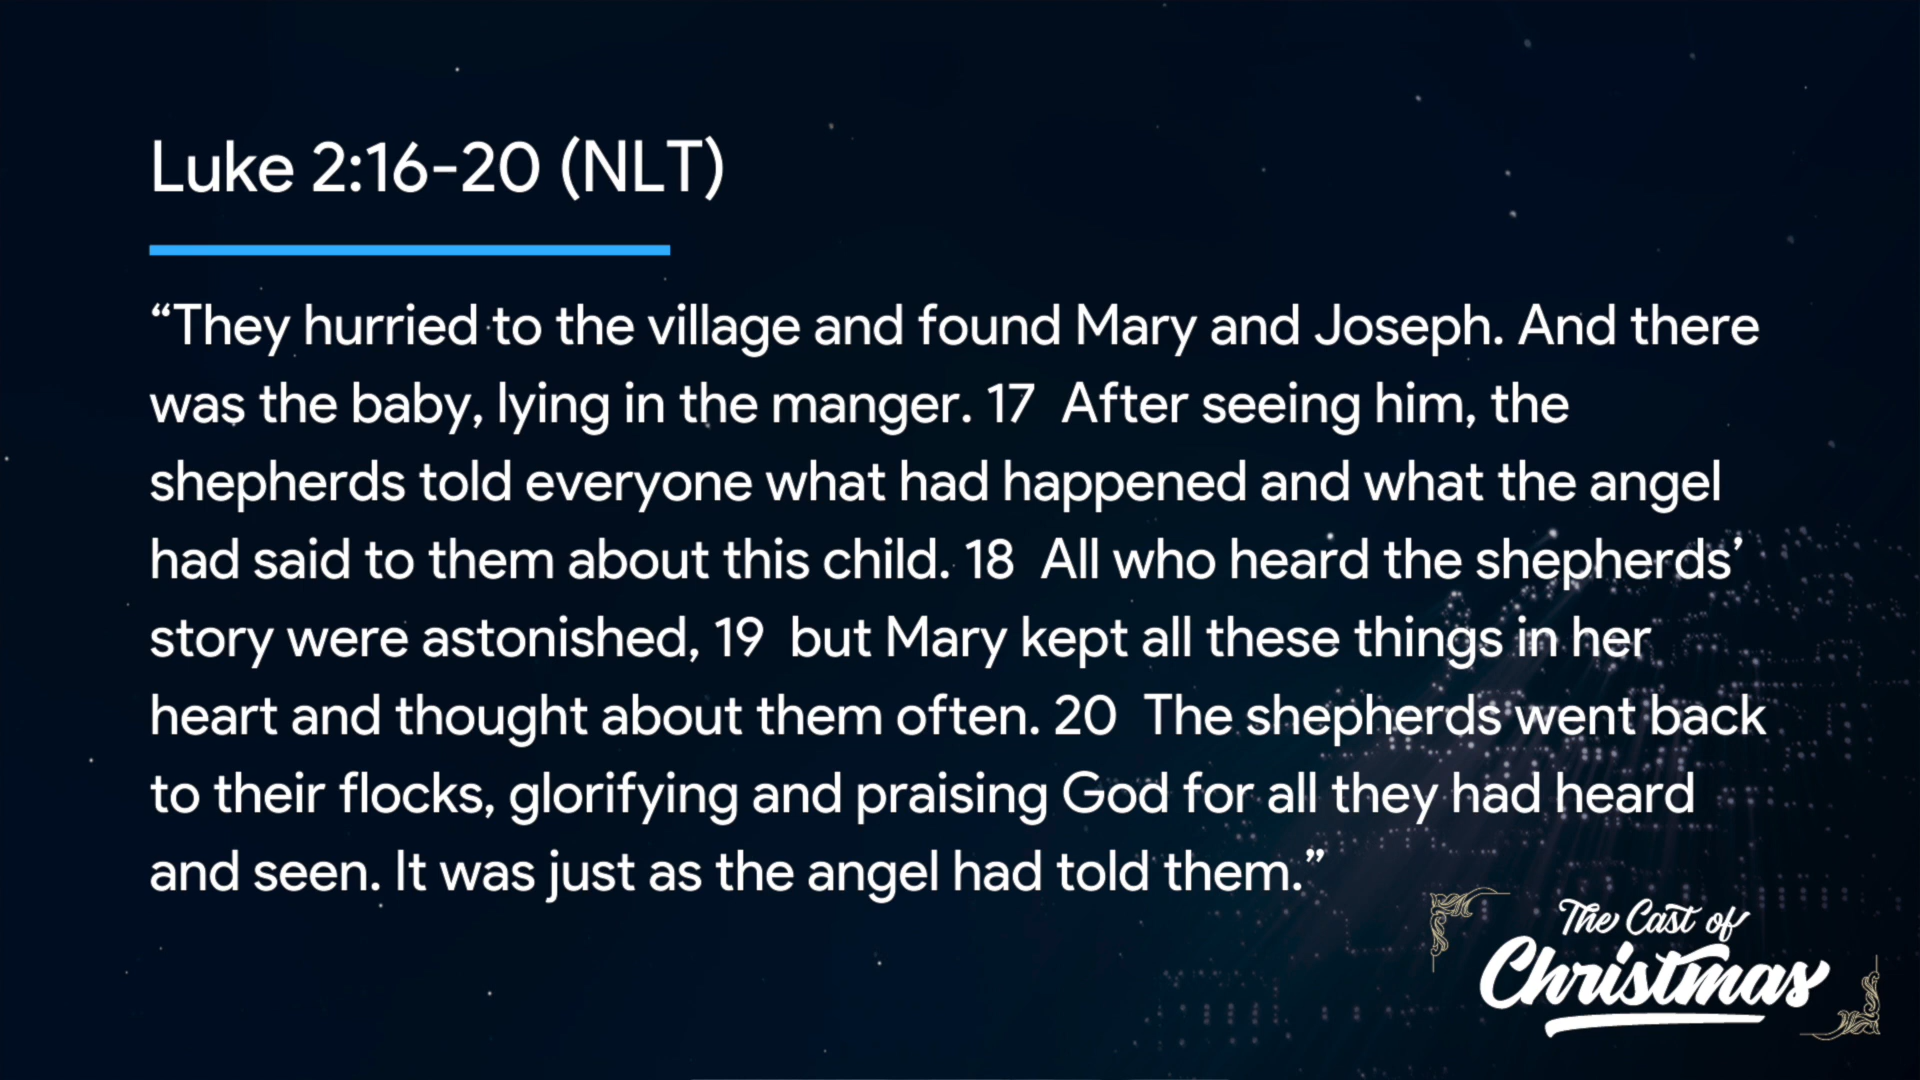 Luke 2:16-20 (NLT)
“They hurried to the village and found Mary and Joseph. And there
was the baby, lying in the manger. 17  After seeing him, the
shepherds told everyone what had happened and what the angel
had said to them about this child. 18  All who heard the shepherds’
story were astonished, 19  but Mary kept all these things in her
heart and thought about them often. 20  The shepherds went back
to their flocks, glorifying and praising God for all they had heard
and seen. It was just as the angel had told them.”
The Cast of
Christmas